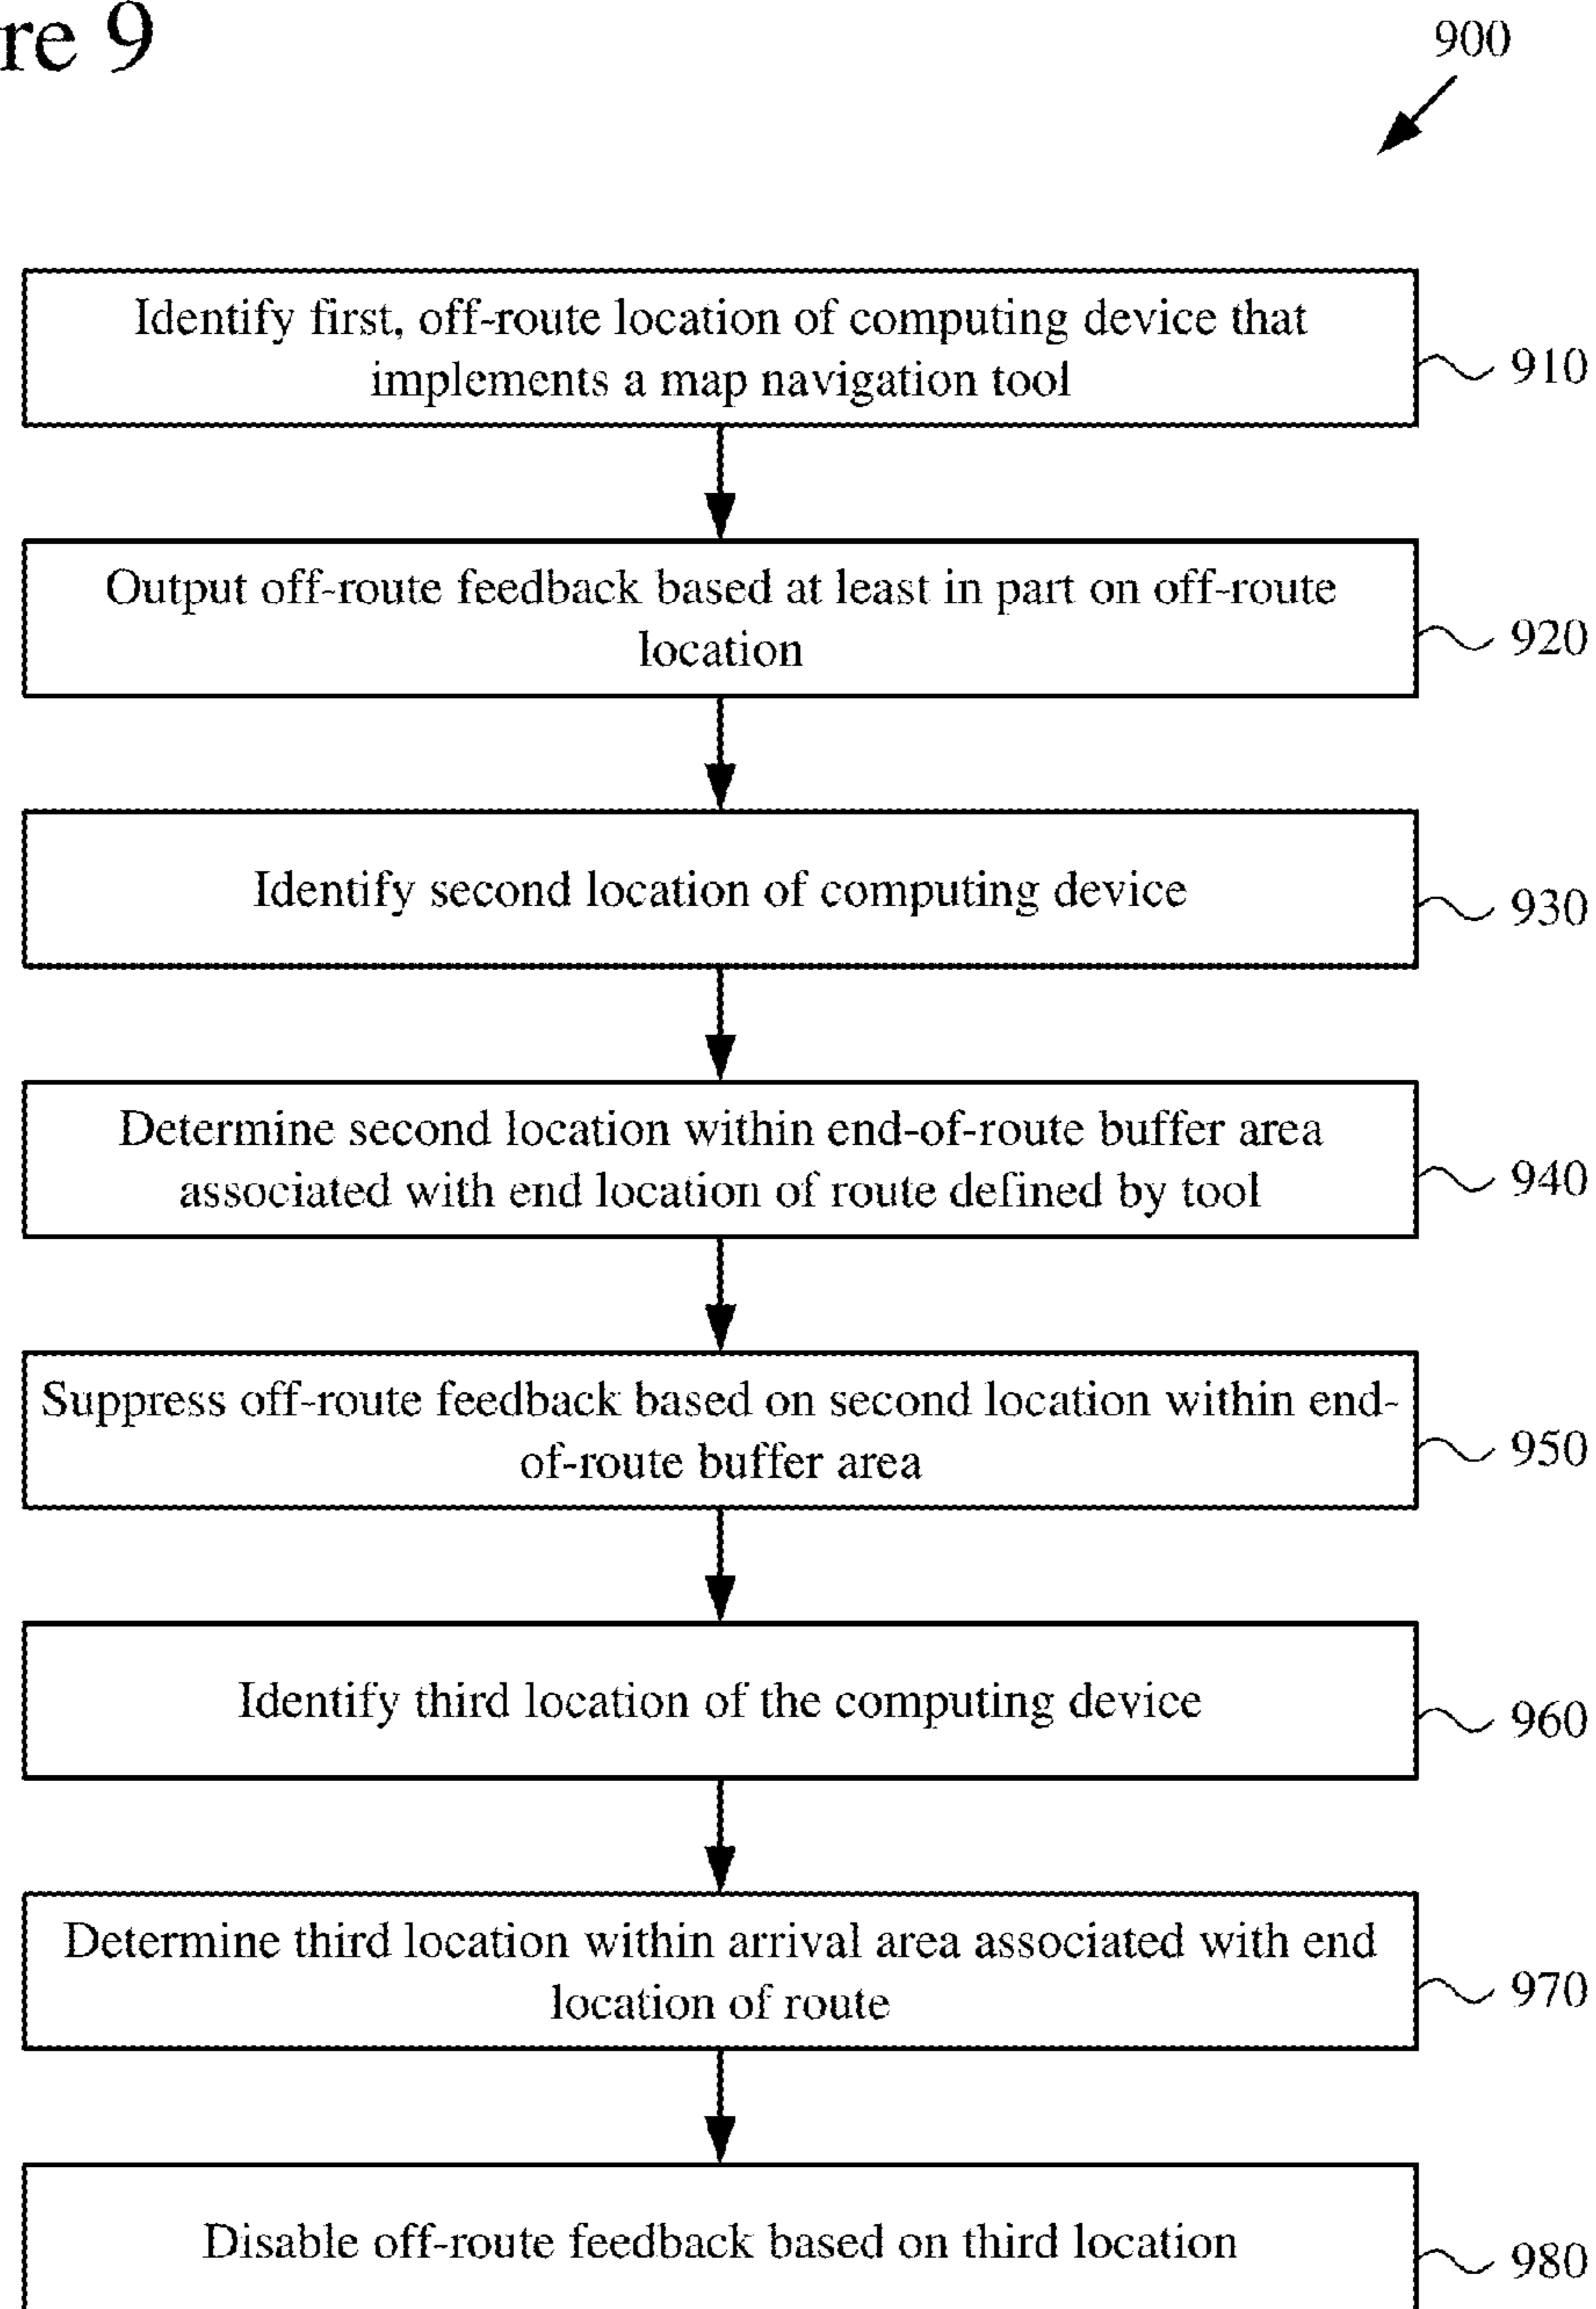 re 9
900
Identify first, off-route location of computing device that
implements a map navigation tool
910
Output off-route feedback based at least in part on off-route
location
920
Identify second location of computing device
930
Determine second location within end-of-route buffer area
associated with end location of route defined by tool
940
Suppress off-route feedback based on second location within end-
of-route buffer area
950
Identify third location of the computing device
960
Determine third location within arrival area associated with end
location of route
970
Disable off-route feedback based on third location
980